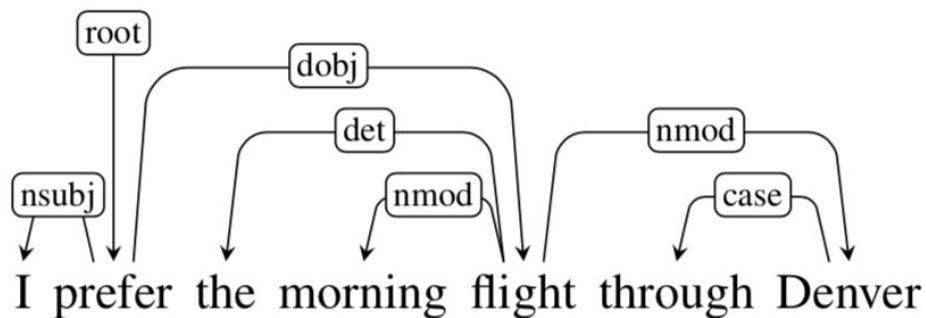 root
dobj
det
nmod
nsubj
nmod
case
I prefer the morning flight through Denver